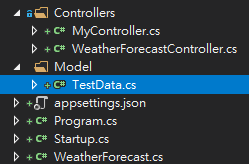 Controllers
MyController.cs
WeatherForecastController.cs
Model
TestData.cs
appsettings.json
Program.cs
Startup.cs
WeatherForecast.cs